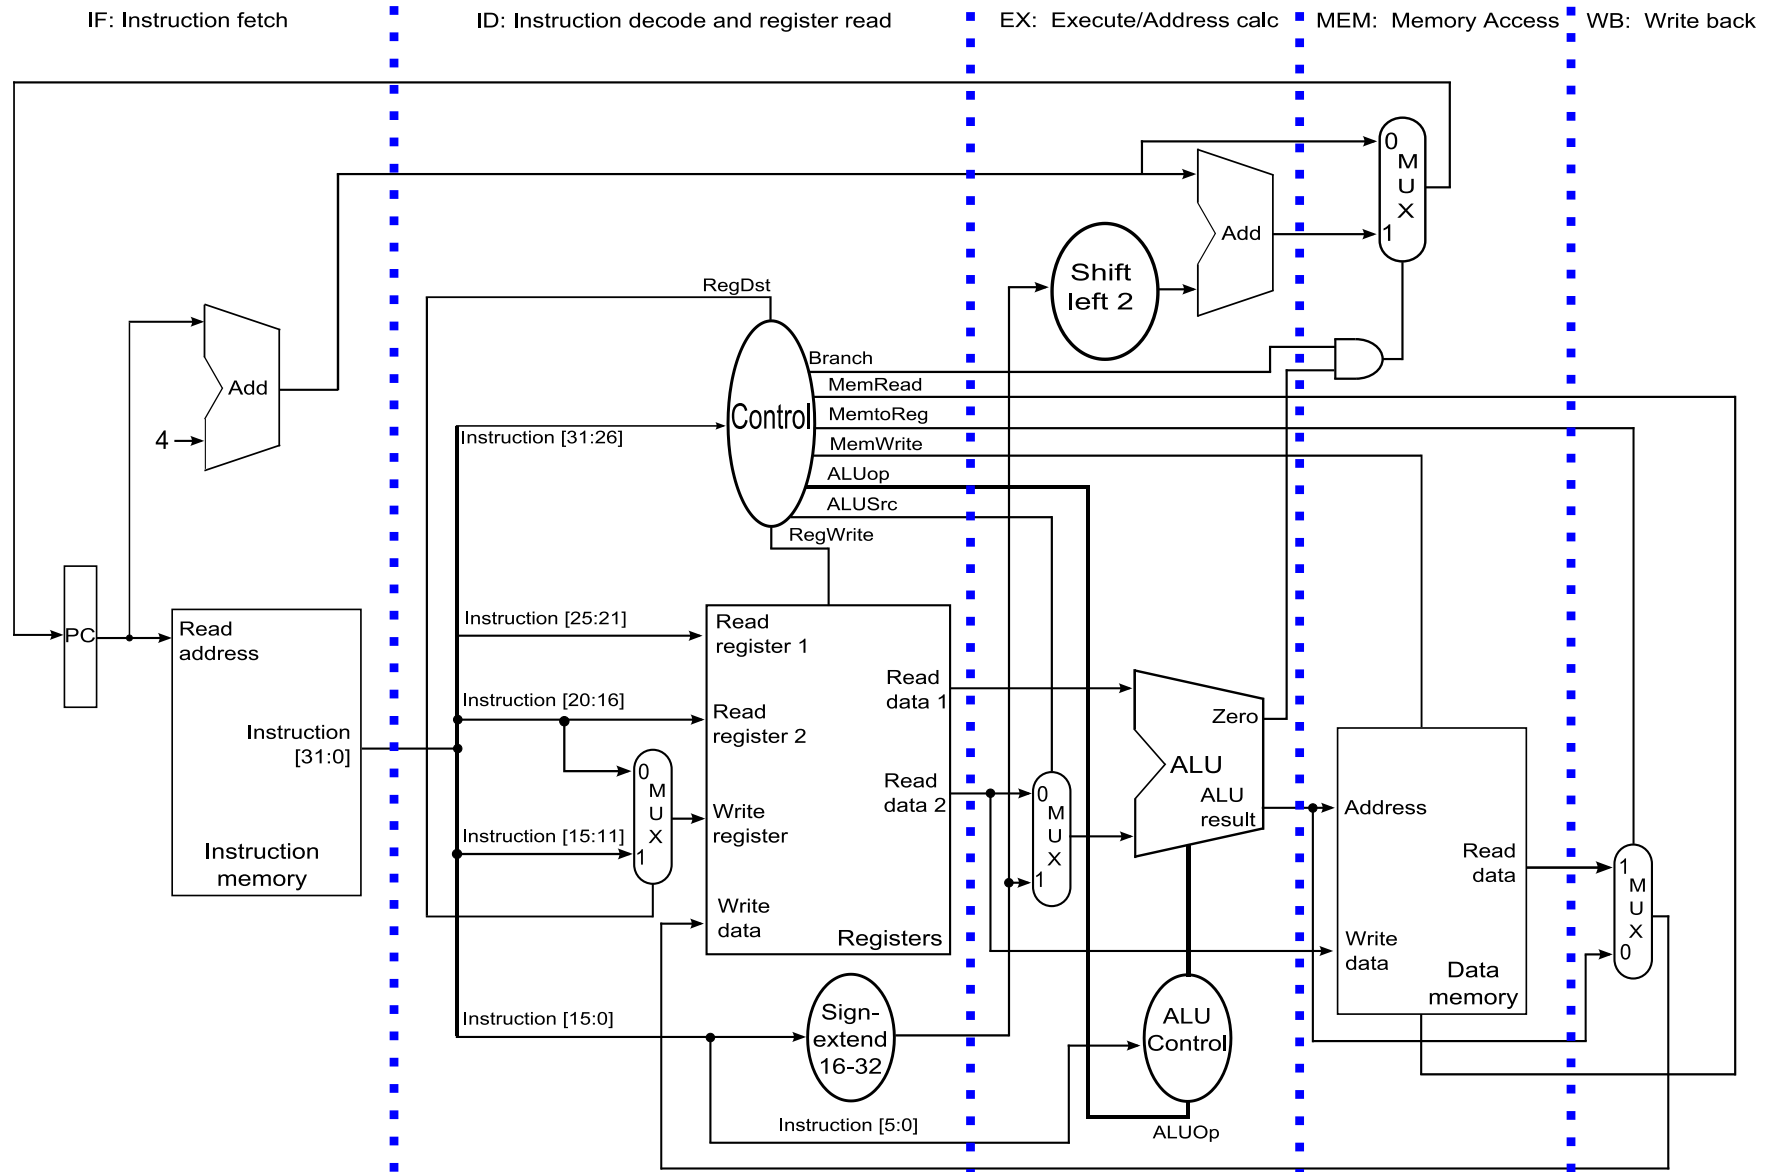 IF: Instruction fetch
ID: Instruction decode and register read
EX: Execute/Address calc
MEM: Memory Access
WB: Write back
0
M
U
X
1
Add
Shift
left 2
RegDst
Add
4
Control
Branch
MemRead
MemtoReg
MemWrite
ALUop
ALUSrc
RegWrite
Instruction [31:26]
PC
Read
address
Instruction
[31:0]
Instruction
memory
Instruction [25:21]
Instruction [20:16]
Instruction [15:11]
Instruction [15:0]
Instruction [5:0]
0
M
U
X
1
Read
register 1
Read
register 2
Write
register
Write
data
Read
data 1
Read
data 2
Registers
Sign-
extend
16-32
0
M
U
X
1
Zero
ALU
ALU
result
ALU
Control
ALUOp
Address
Read
data
Write
data
Data
memory
1
M
U
X
0